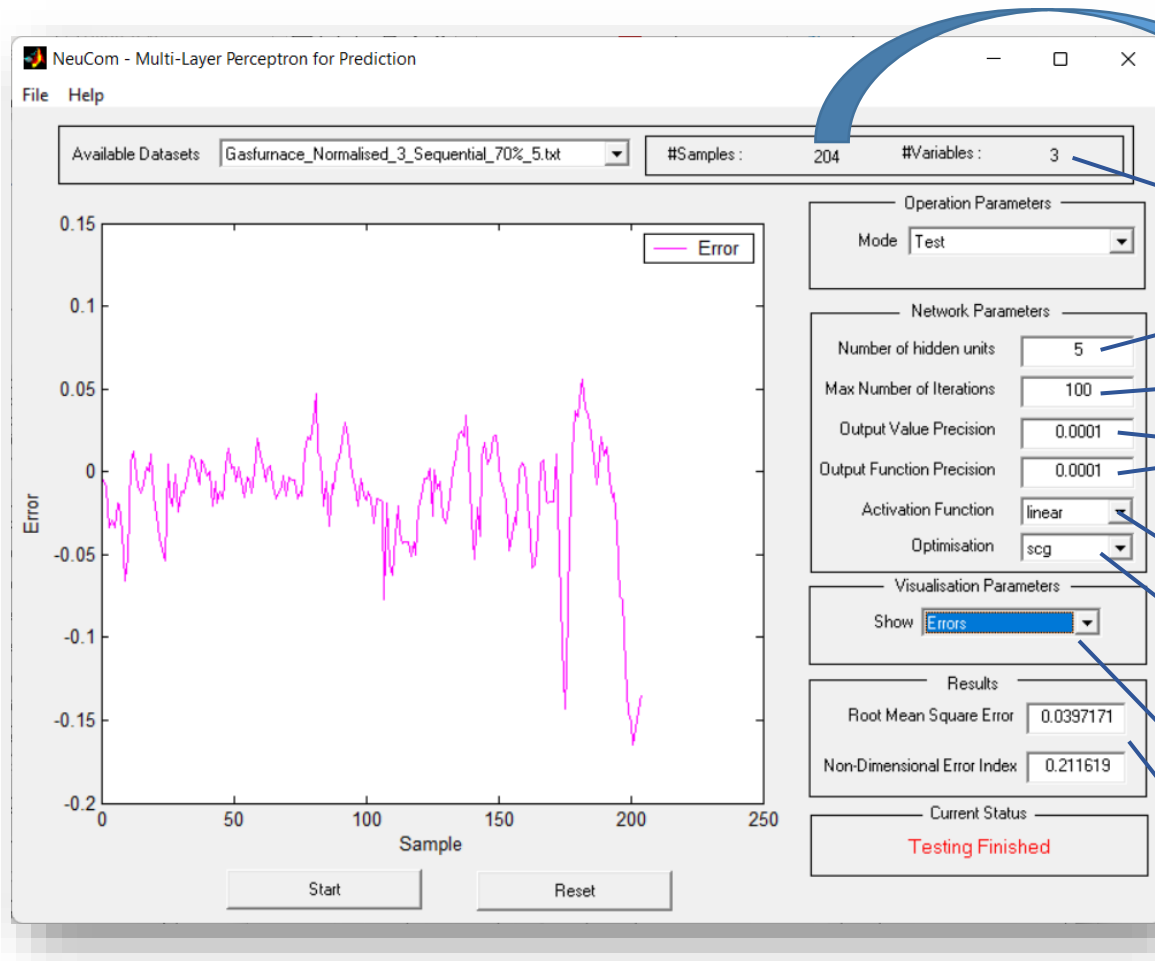 NeuCom - Multi-Layer Perceptron for Prediction
File Help
Available Datasets Gasfurnace_Normalised_3_Sequential_70%_5.txt #Samples : 204 #Variables : 3
0.15
0.1
0.05
0
-0.05
-0.1
-0.15
-0.2
Error
Error
0 50 100 150 200 250
Sample
Start Reset
Operation Parameters
Mode Test
Network Parameters
Number of hidden units 5
Max Number of Iterations 100
Output Value Precision 0.0001
Output Function Precision 0.0001
Activation Function linear
Optimisation scg
Visualisation Parameters
Show Errors
Results
Root Mean Square Error 0.0397171
Non-Dimensional Error Index 0.211619
Current Status
Testing Finished